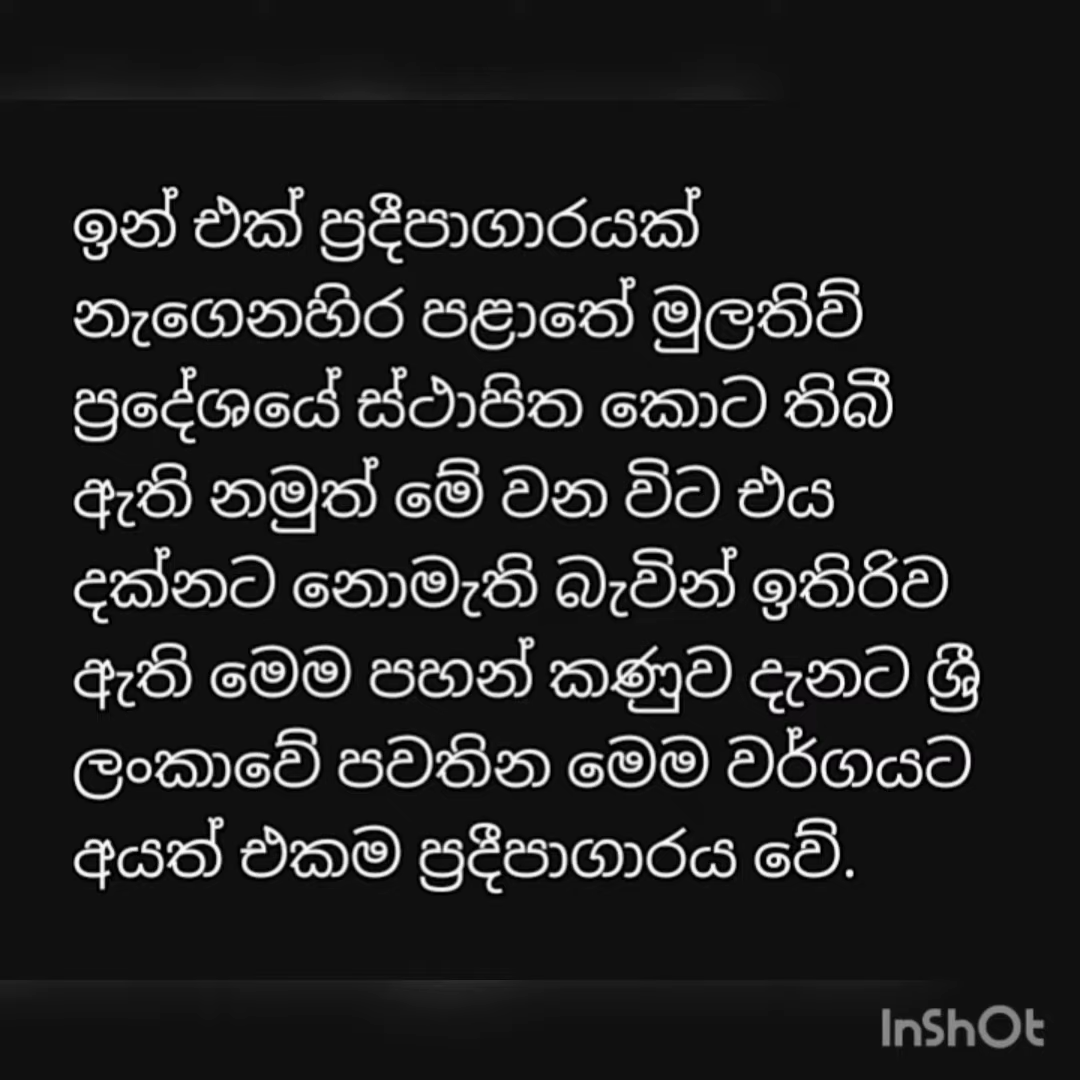 ඉන් එක් ප්‍රදීපාගාරයක්
නැගෙනහිර පළාතේ මුලතිව්
ප්‍රදේශයේ ස්ථාපිත කොට තිබී
ඇති නමුත් මේ වන විට එය
දක්නට නොමැති බැවින් ඉතිරිව
ඇති මෙම පහන් කණුව දැනට ශ්‍රී
ලංකාවේ පවතින මෙම වර්ගයට
අයත් එකම ප්‍රදීපාගාරය වේ.
InShOt